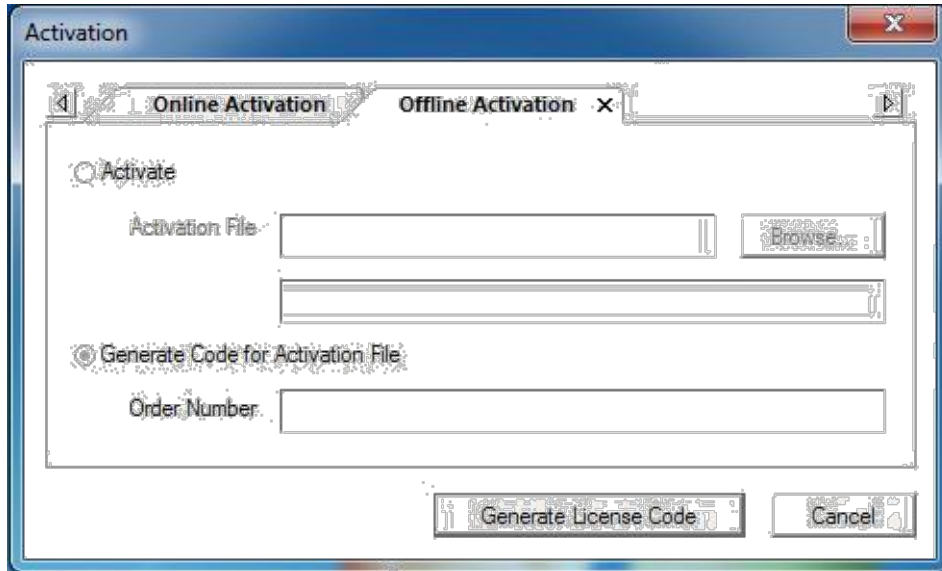 Activation
Online Activation
Offline Activation
Activate
Activation File
Browse...
Generate Code for Activation File
Order Number
Generate License Code
Cancel